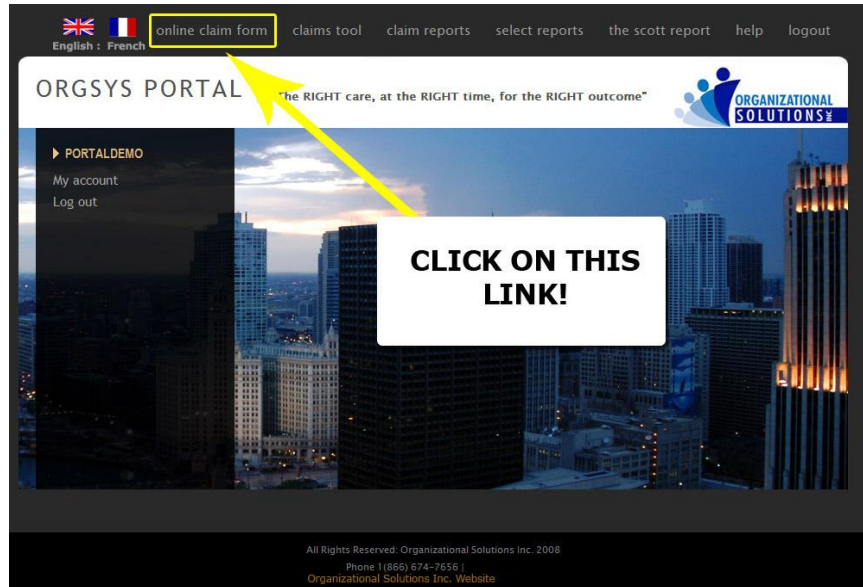 English : French
online claim form
claims tool
claim reports
select reports
the scott report
help
logout
ORGSYS PORTAL
he RIGHT care, at the RIGHT time, for the RIGHT outcome"
ORGANIZATIONAL
SOLUTIONS INC
PORTALDEMO
My account
Log out
CLICK ON THIS
LINK!
All Rights Reserved: Organizational Solutions Inc. 2008
Phone 1(866) 674-7656 |
Organizational Solutions Inc. Website